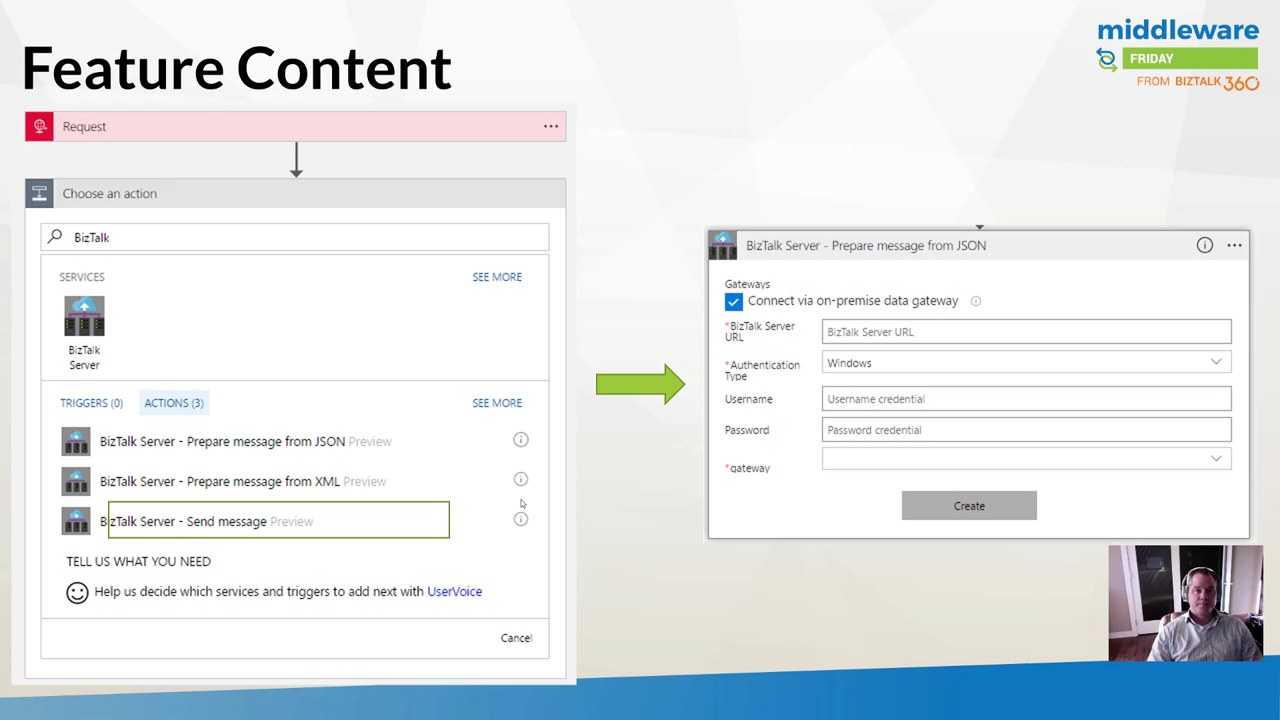 Feature Content
middleware
FRIDAY
FROM BIZTALK 360
Request
Choose an action
BizTalk
SERVICES
SEE MORE
BizTalk
Server
TRIGGERS (0)
ACTIONS (3)
SEE MORE
BizTalk Server - Prepare message from JSON Preview
BizTalk Server - Prepare message from XML Preview
BizTalk Server - Send message Preview
TELL US WHAT YOU NEED
Help us decide which services and triggers to add next with UserVoice
Cancel
BizTalk Server - Prepare message from JSON
Gateways
Connect via on-premise data gateway
*BizTalk Server
URL
BizTalk Server URL
*Authentication
Type
Windows
Username
Username credential
Password
Password credential
*gateway
Create